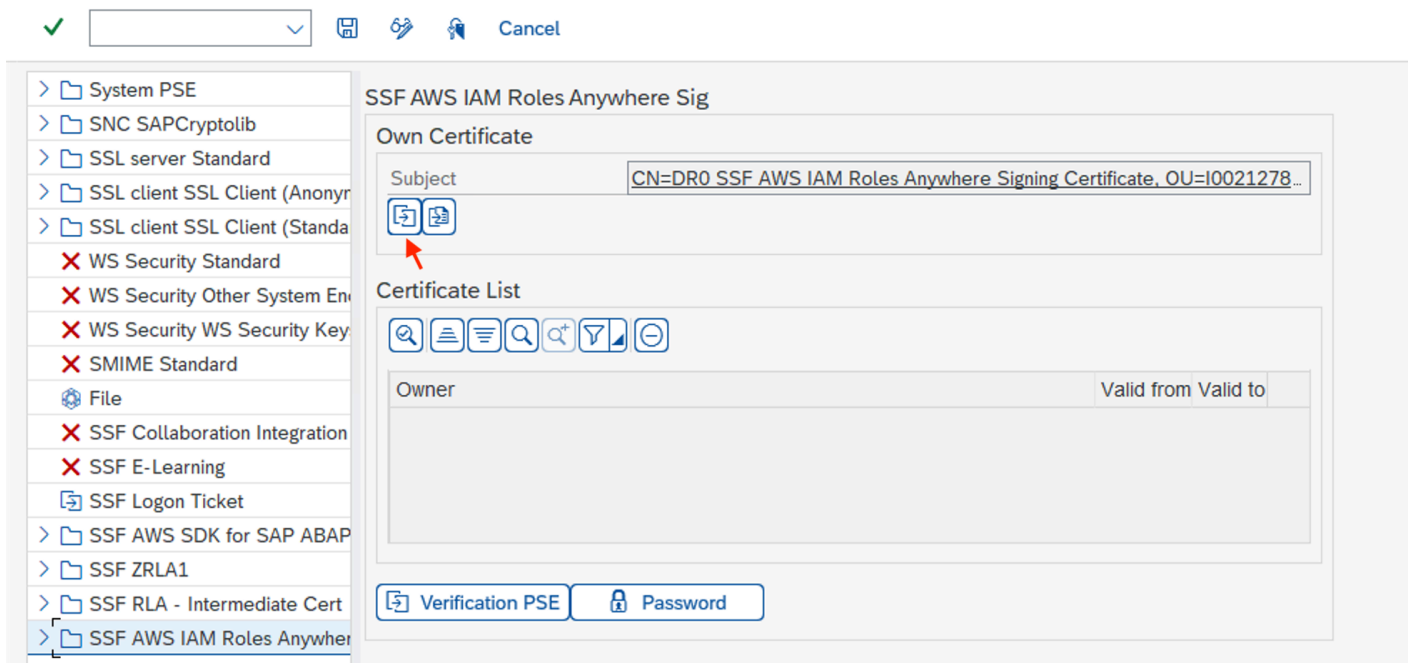 Cancel
System PSE
SNC SAPCryptolib
SSL server Standard
SSL client SSL Client (Anonyr
SSL client SSL Client (Standa
WS Security Standard
WS Security Other System En
WS Security WS Security Key
SMIME Standard
File
SSF Collaboration Integration
SSF E-Learning
SSF Logon Ticket
SSF AWS SDK for SAP ABAP
SSF ZRLA1
SSF RLA - Intermediate Cert
SSF AWS IAM Roles Anywher
SSF AWS IAM Roles Anywhere Sig
Own Certificate
Subject CN=DR0 SSF AWS IAM Roles Anywhere Signing Certificate, OU=I0021278...
Certificate List
Owner Valid from Valid to
Verification PSE Password